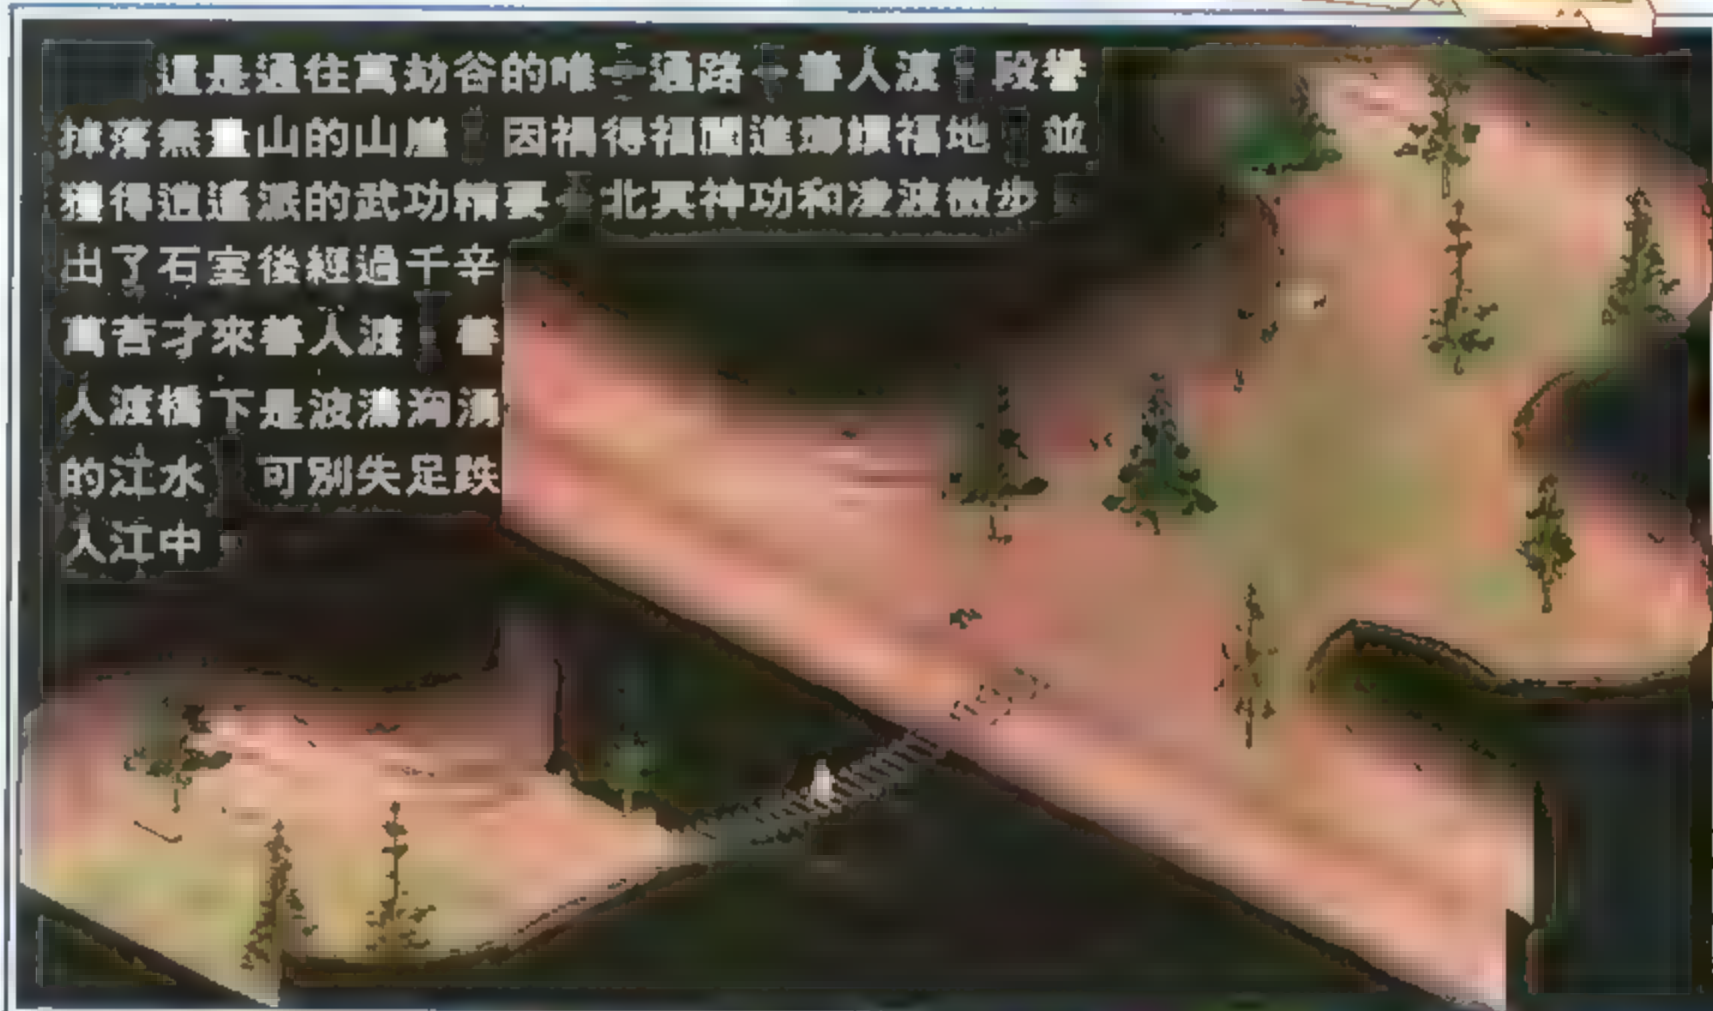 這是通往萬劫谷的唯一通路－善人渡。段譽
掉落無量山的山崖，因禍得福闖進瑯嬛福地，並
獲得逍遙派的武功精要－北冥神功和凌波微步。
出了石室後經過千辛
萬苦才來善人渡。善
人渡橋下是波濤洶湧
的江水，可別失足跌
入江中。